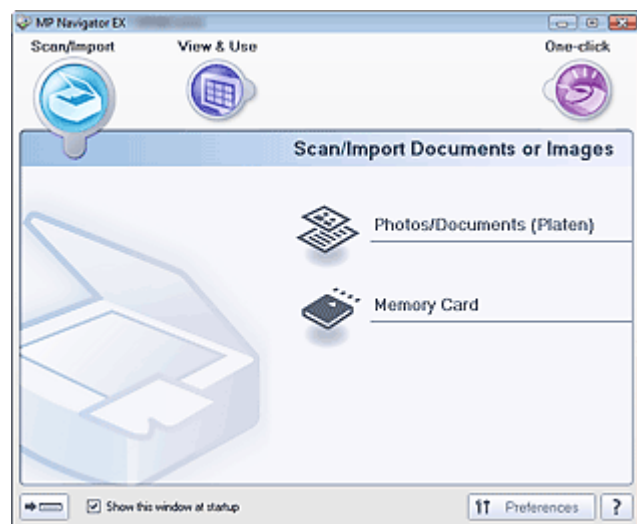 MP Navigator EX
Scan/Import
View & Use
One-click
Scan/Import Documents or Images
Photos/Documents (Platen)
Memory Card
Show this window at startup
Preferences
?